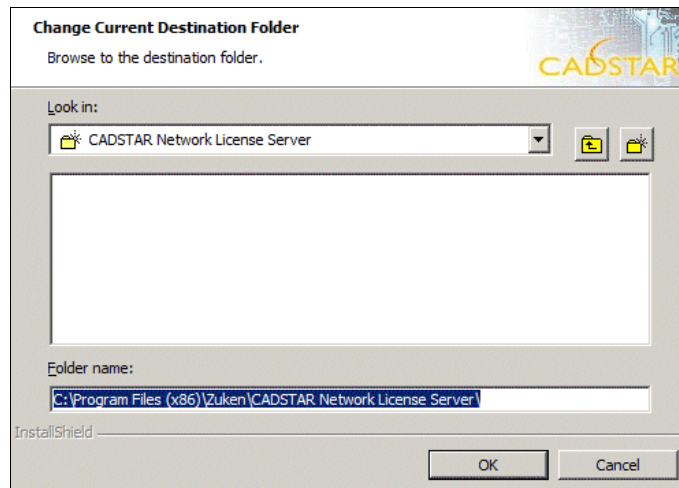 Change Current Destination Folder
Browse to the destination folder.
CADSTAR
Look in:
CADSTAR Network License Server
Folder name:
C:\Program Files (x86)\Zuken\CADSTAR Network License Server\
InstallShield
OK Cancel